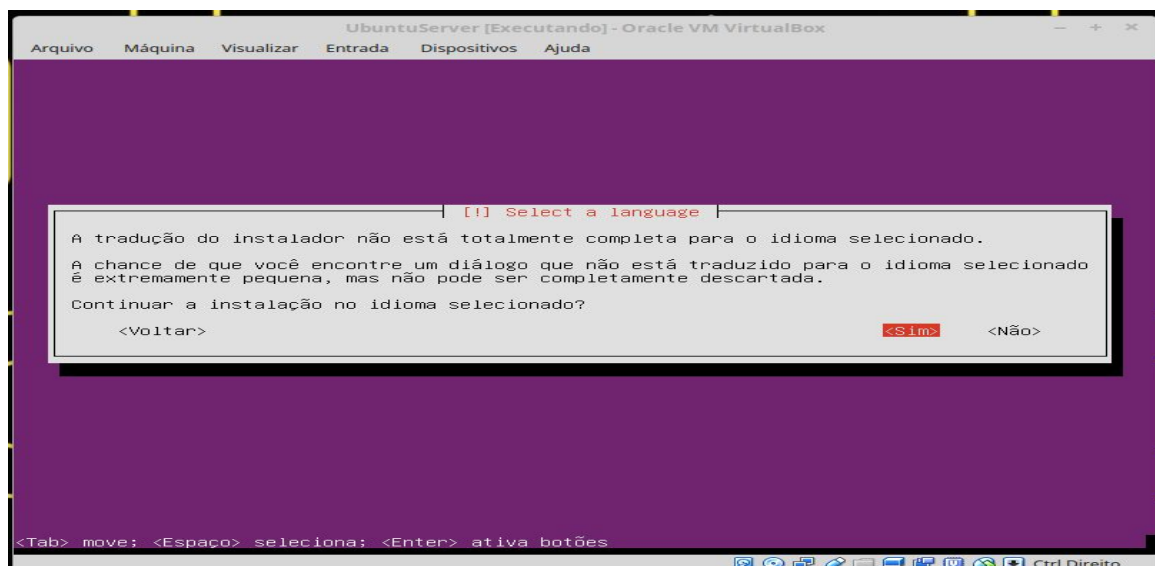 UbuntuServer [Executando] - Oracle VM VirtualBox
Arquivo Máquina Visualizar Entrada Dispositivos Ajuda
[!] Select a language
A tradução do instalador não está totalmente completa para o idioma selecionado.
A chance de que você encontre um diálogo que não está traduzido para o idioma selecionado
é extremamente pequena, mas não pode ser completamente descartada.
Continuar a instalação no idioma selecionado?
<Voltar> <Sim> <Não>
<Tab> move; <Espaço> seleciona; <Enter> ativa botões
Ctrl Direito